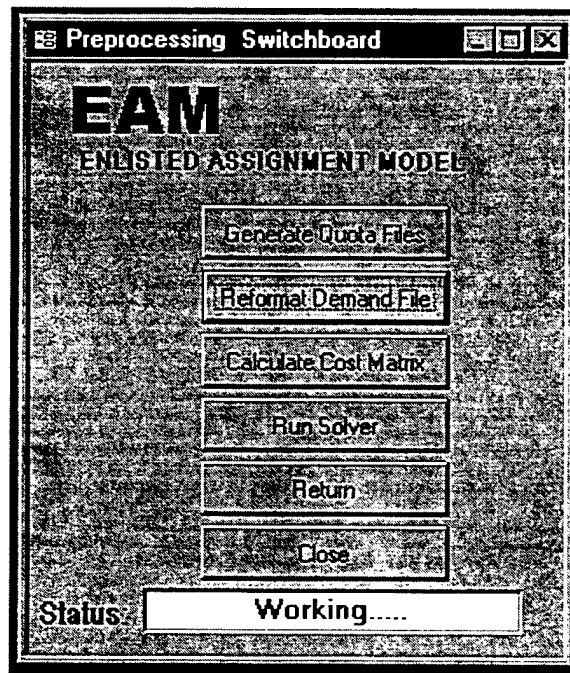 Preprocessing Switchboard
EAM
ENLISTED ASSIGNMENT MODEL
Generate Quota Files
Reformat Demand File
Calculate Cost Matrix
Run Solver
Return
Close
Status: Working.....